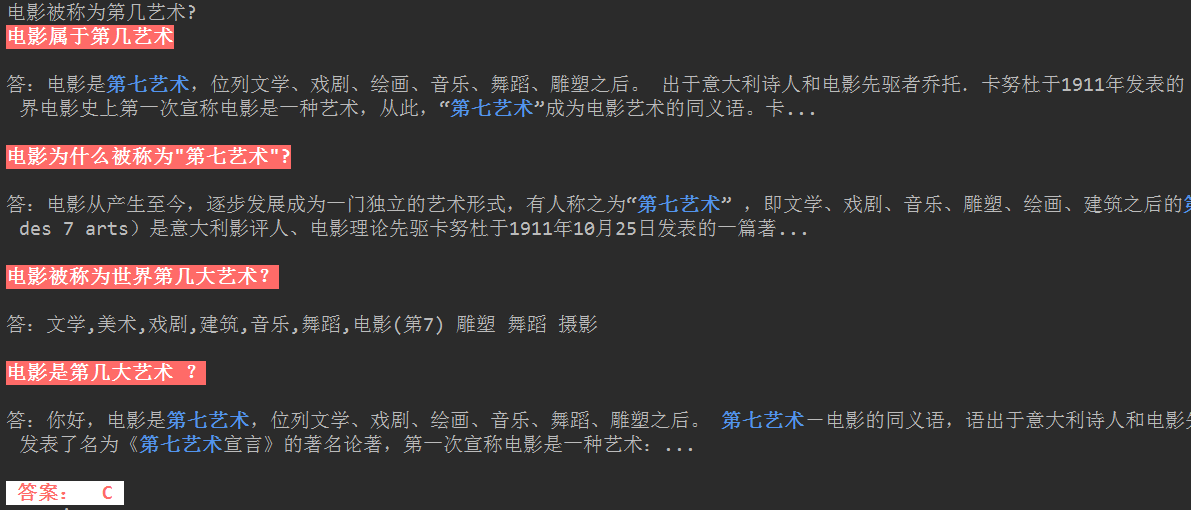 电影被称为第几艺术?
电影属于第几艺术
答: 电影是第七艺术，位列文学、戏剧、绘画、音乐、舞蹈、雕塑之后。 出于意大利诗人和电影先驱者乔托. 卡努杜于1911年发表的
界电影史上第一次宣称电影是一种艺术，从此，“第七艺术”成为电影艺术的同义语。卡...
电影为什么被称为"第七艺术"?
答: 电影从产生至今，逐步发展成为一门独立的艺术形式，有人称之为“第七艺术” ，即文学、戏剧、音乐、雕塑、绘画、建筑之后的第
des 7 arts）是意大利影评人、电影理论先驱卡努杜于1911年10月25日发表的一篇著...
电影被称为世界第几大艺术？
答: 文学,美术,戏剧,建筑,音乐,舞蹈,电影(第7) 雕塑 舞蹈 摄影
电影是第几大艺术 ？
答: 你好，电影是第七艺术，位列文学、戏剧、绘画、音乐、舞蹈、雕塑之后。 第七艺术－电影的同义语，语出于意大利诗人和电影先
发表了名为《第七艺术宣言》的著名论著，第一次宣称电影是一种艺术：...
答案： C